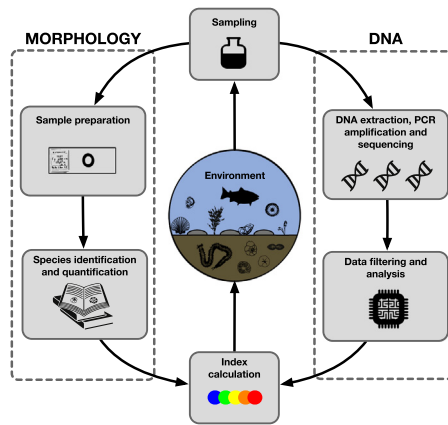 MORPHOLOGY
Sampling
DNA
Sample preparation
DNA extraction, PCR
amplification and
sequencing
Environment
Species identification
and quantification
Data filtering and
analysis
Index
calculation